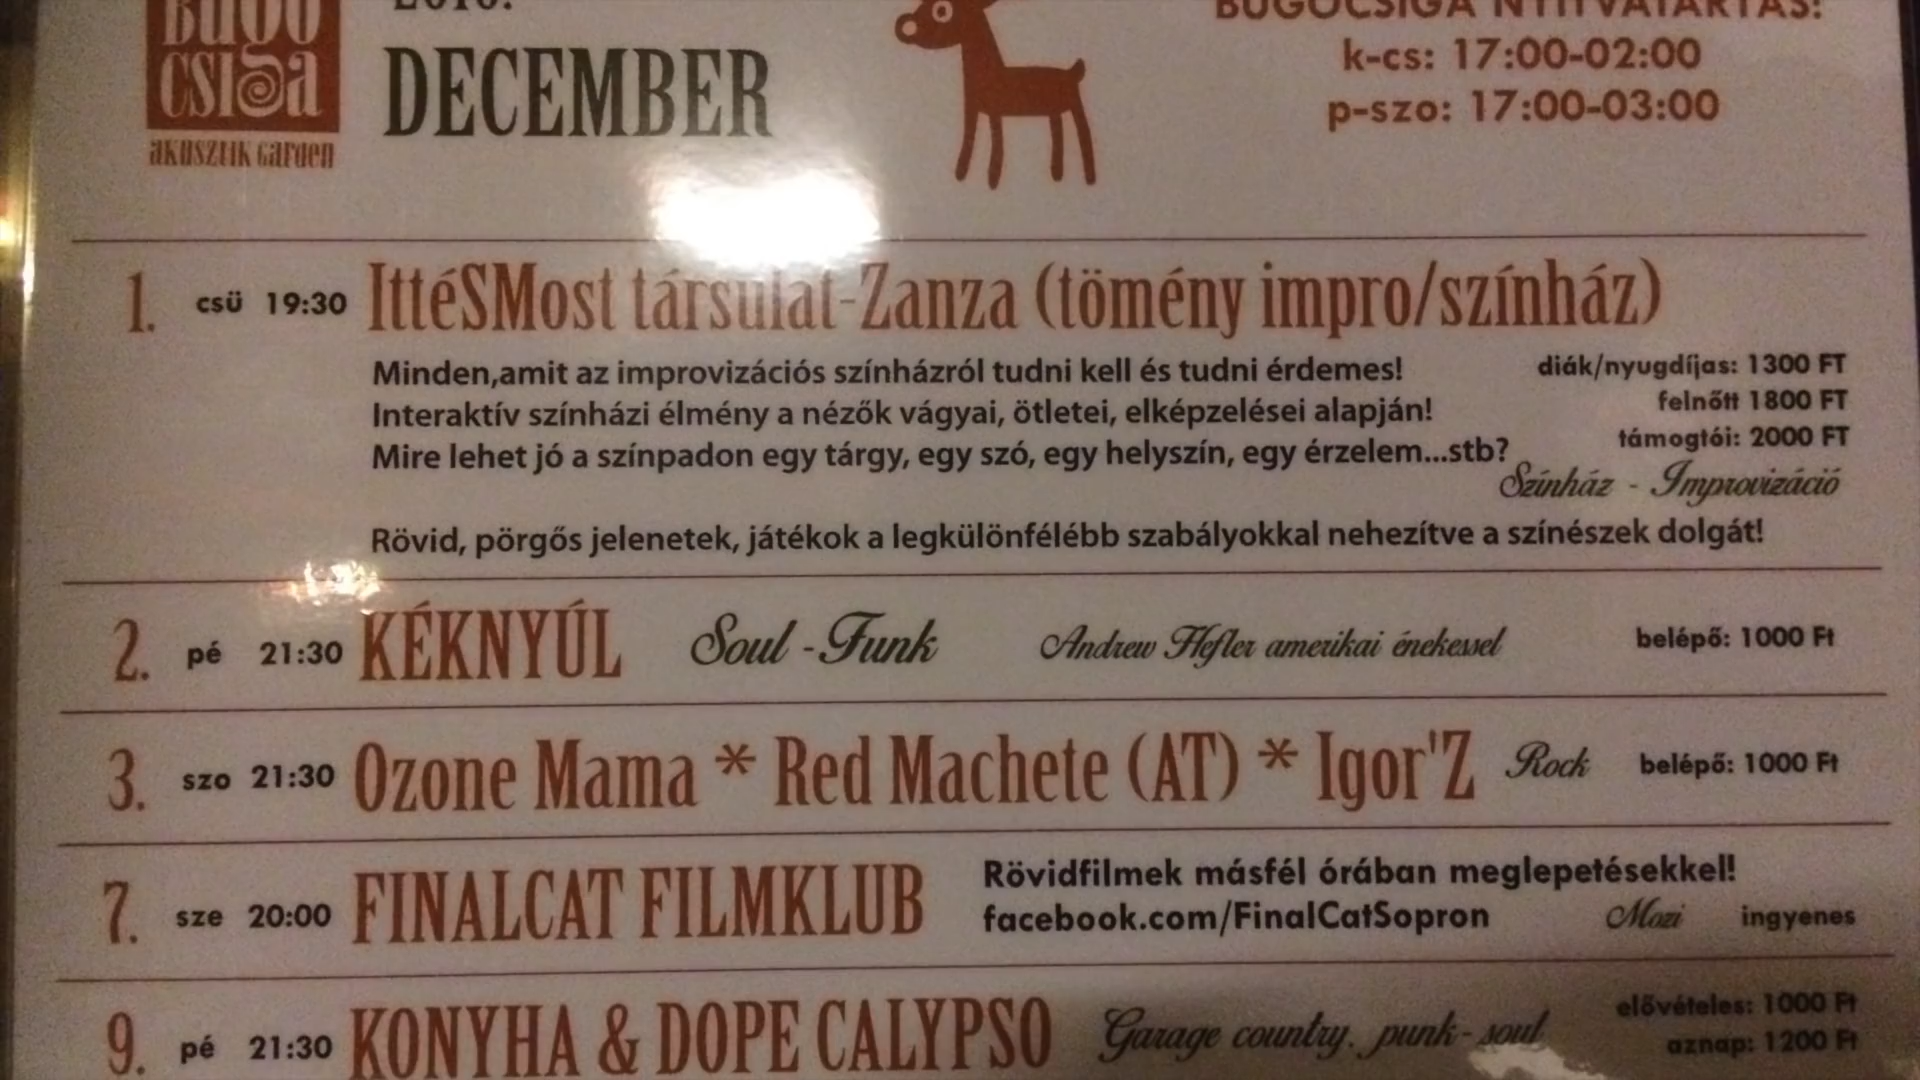 BúGó
CSIGa
akusztik Garden
2016.
DECEMBER
BÚGÓCSIGA NYITVATARTÁS:
k-cs: 17:00-02:00
p-szo: 17:00-03:00
1. csü 19:30 IttéSMost társulat-Zanza (tömény impro/színház)
Minden,amit az improvizációs színházról tudni kell és tudni érdemes!
Interaktív színházi élmény a nézők vágyai, ötletei, elképzelései alapján!
Mire lehet jó a színpadon egy tárgy, egy szó, egy helyszín, egy érzelem...stb?
diák/nyugdíjas: 1300 FT
felnőtt 1800 FT
támogtói: 2000 FT
Színház - Improvizáció
Rövid, pörgős jelenetek, játékok a legkülönfélébb szabályokkal nehezítve a színészek dolgát!
2. pé 21:30 KÉKNYÚL Soul - Funk Andrew Hefler amerikai énekessel belépő: 1000 Ft
3. szo 21:30 Ozone Mama * Red Machete (AT) * Igor'Z Rock belépő: 1000 Ft
7. sze 20:00 FINALCAT FILMKLUB
Rövidfilmek másfél órában meglepetésekkel!
facebook.com/FinalCatSopron Mozi ingyenes
9. pé 21:30 KONYHA & DOPE CALYPSO Garage country. punk - soul
elővételes: 1000 Ft
aznap: 1200 Ft